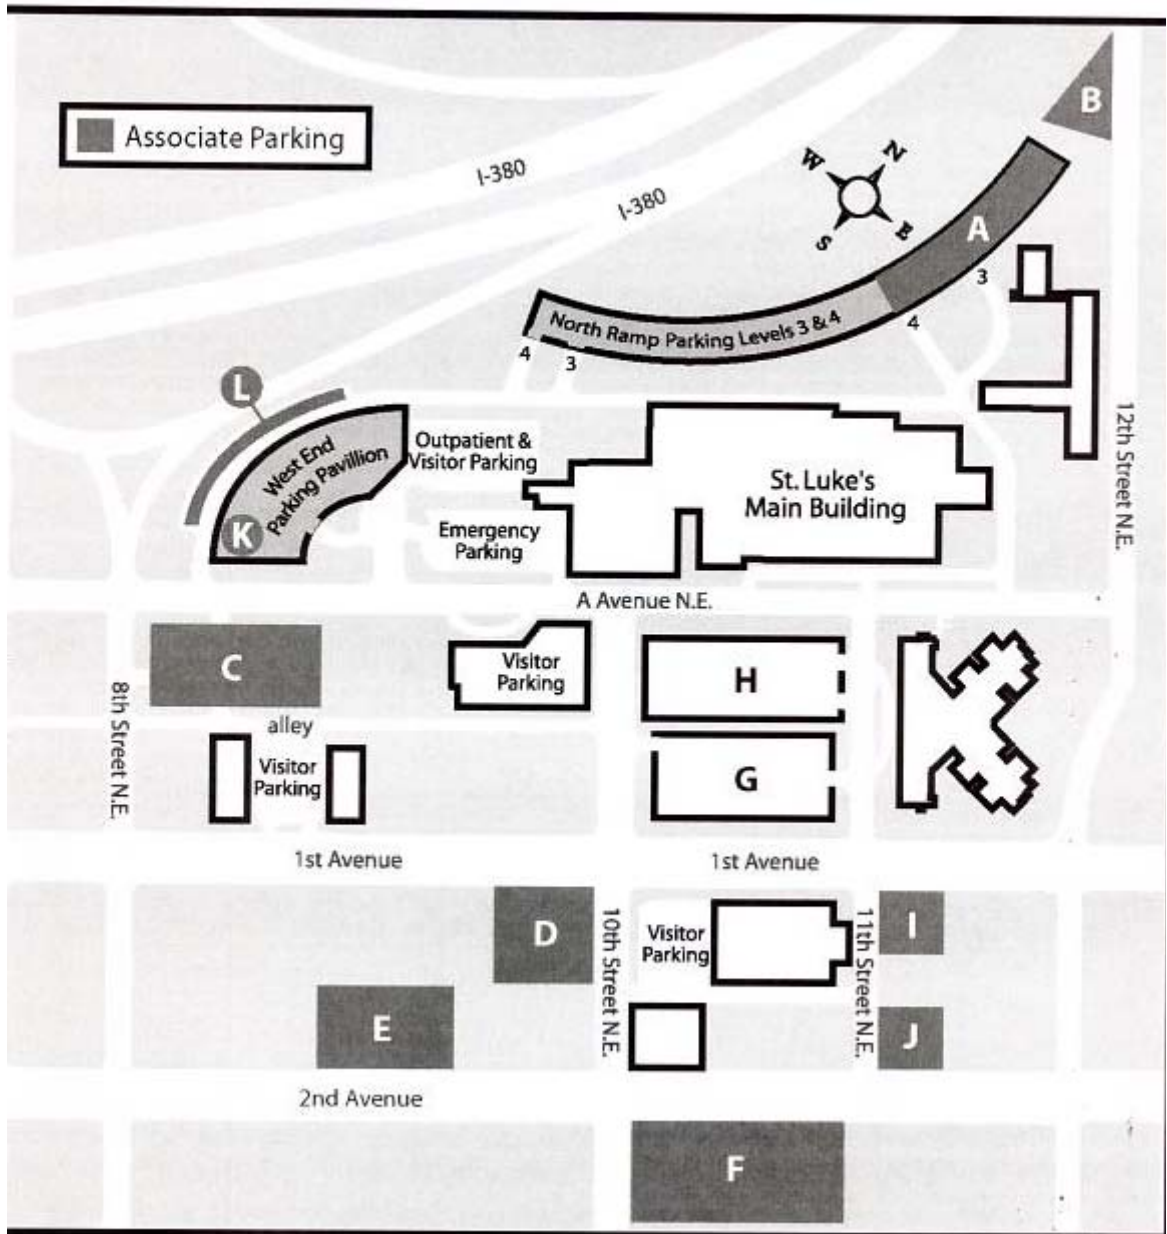 B
Associate Parking
I-380
I-380
W
N
S
E
A
3
4
North Ramp Parking Levels 3 & 4
4
3
L
West End
Parking Pavillion
K
Outpatient &
Visitor Parking
Emergency
Parking
St. Luke's
Main Building
12th Street N.E.
A Avenue N.E.
C
Visitor
Parking
H
8th Street N.E.
alley
Visitor
Parking
G
1st Avenue
1st Avenue
D
10th Street N.E.
Visitor
Parking
11th Street N.E.
I
E
J
2nd Avenue
F